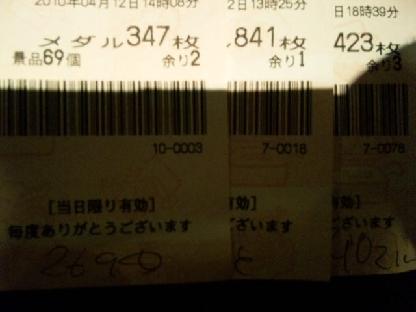 2010年04月12日14時08分
メダル347枚
景品69個 余り2
10-0003
[当日限り有効]
毎度ありがとうございます
2日13時25分
,841枚
余り1
7-0018
効]
ございます
日18時39分
423枚
余り3
7-0078
効]
います